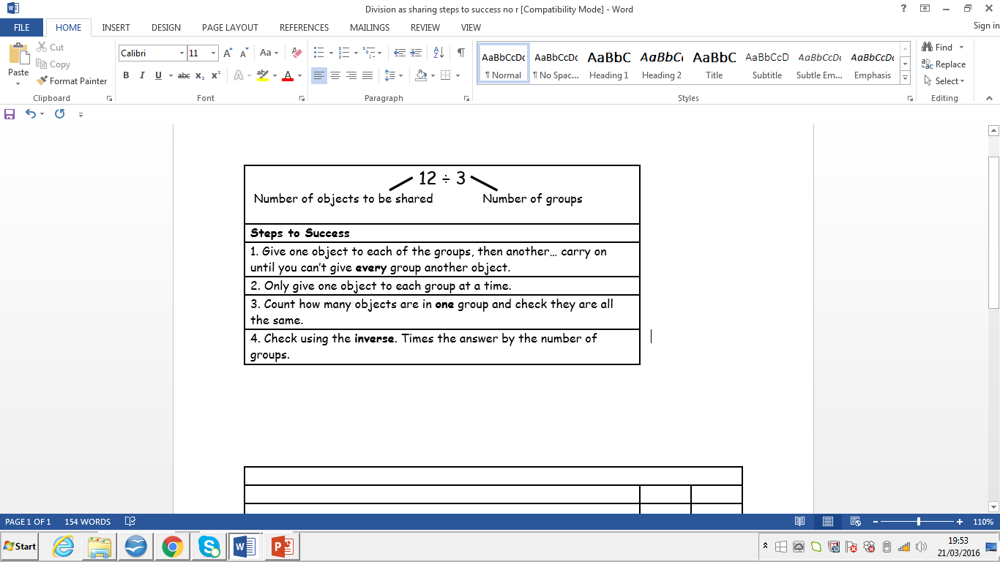 Division as sharing steps to success no r [Compatibility Mode] - Word
Sign in
FILE HOME INSERT DESIGN PAGE LAYOUT REFERENCES MAILINGS REVIEW VIEW
Paste
Cut
Copy
Format Painter
Clipboard
Calibri 11
Font
Paragraph
AaBbCcDc AaBbCcDc AaBbC AaBbCc AaBbC AaBbCcD AaBbCcDc AaBbCcDc
¶ Normal ¶ No Spac... Heading 1 Heading 2 Title Subtitle Subtle Em... Emphasis
Styles
Find
Replace
Select
Editing
12 ÷ 3
Number of objects to be shared Number of groups
Steps to Success
1. Give one object to each of the groups, then another… carry on
until you can't give every group another object.
2. Only give one object to each group at a time.
3. Count how many objects are in one group and check they are all
the same.
4. Check using the inverse. Times the answer by the number of
groups.
PAGE 1 OF 1 154 WORDS 110%
Start
19:53
21/03/2016